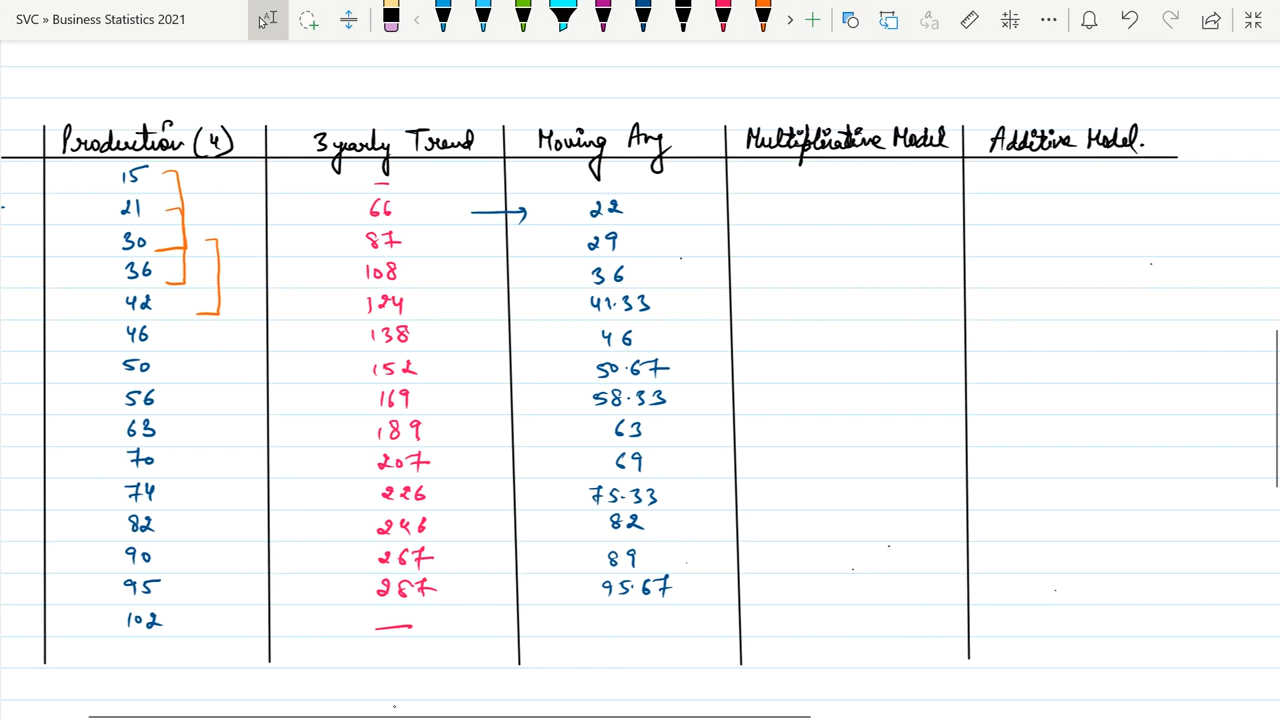 SVC » Business Statistics 2021
Production (4) 3 yearly Trend Moving Avg Multiplicative Model Additive Model.
15 —
21 66 → 22
30 87 29
36 108 36
42 124 41.33
46 138 46
50 152 50.67
56 169 58.33
63 189 63
70 207 69
74 226 75.33
82 246 82
90 267 89
95 287 95.67
102 —